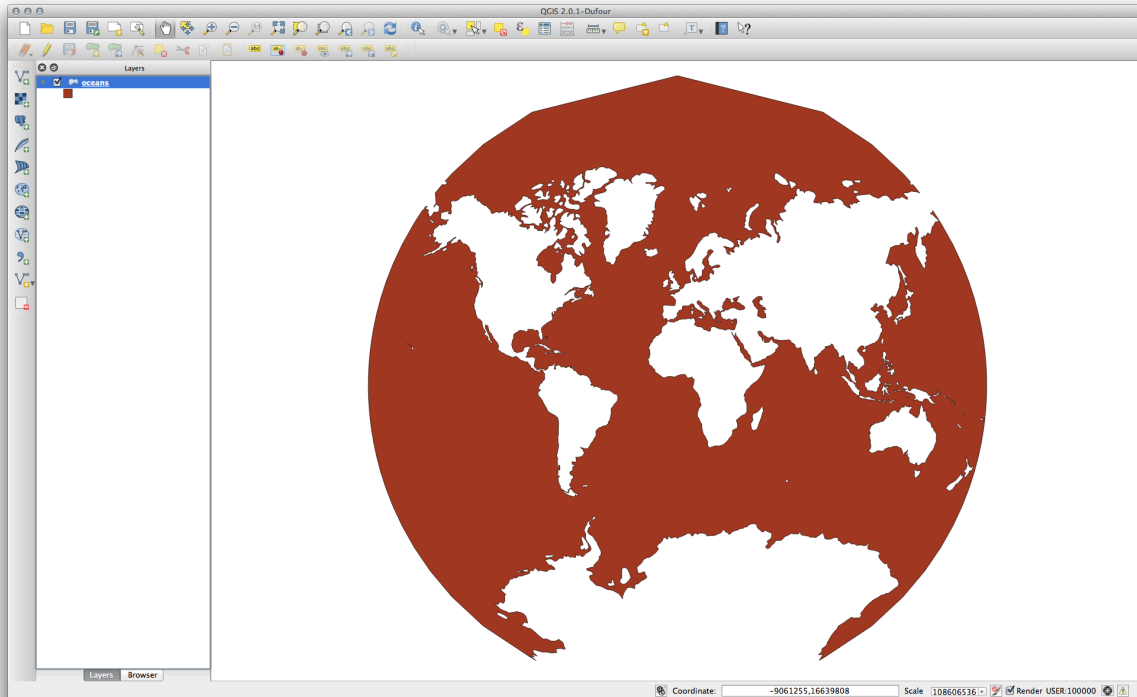 QGIS 2.0.1-Dufour
Layers
oceans
Layers Browser
Coordinate: -9061255,16639808 Scale 108606536 Render USER:100000